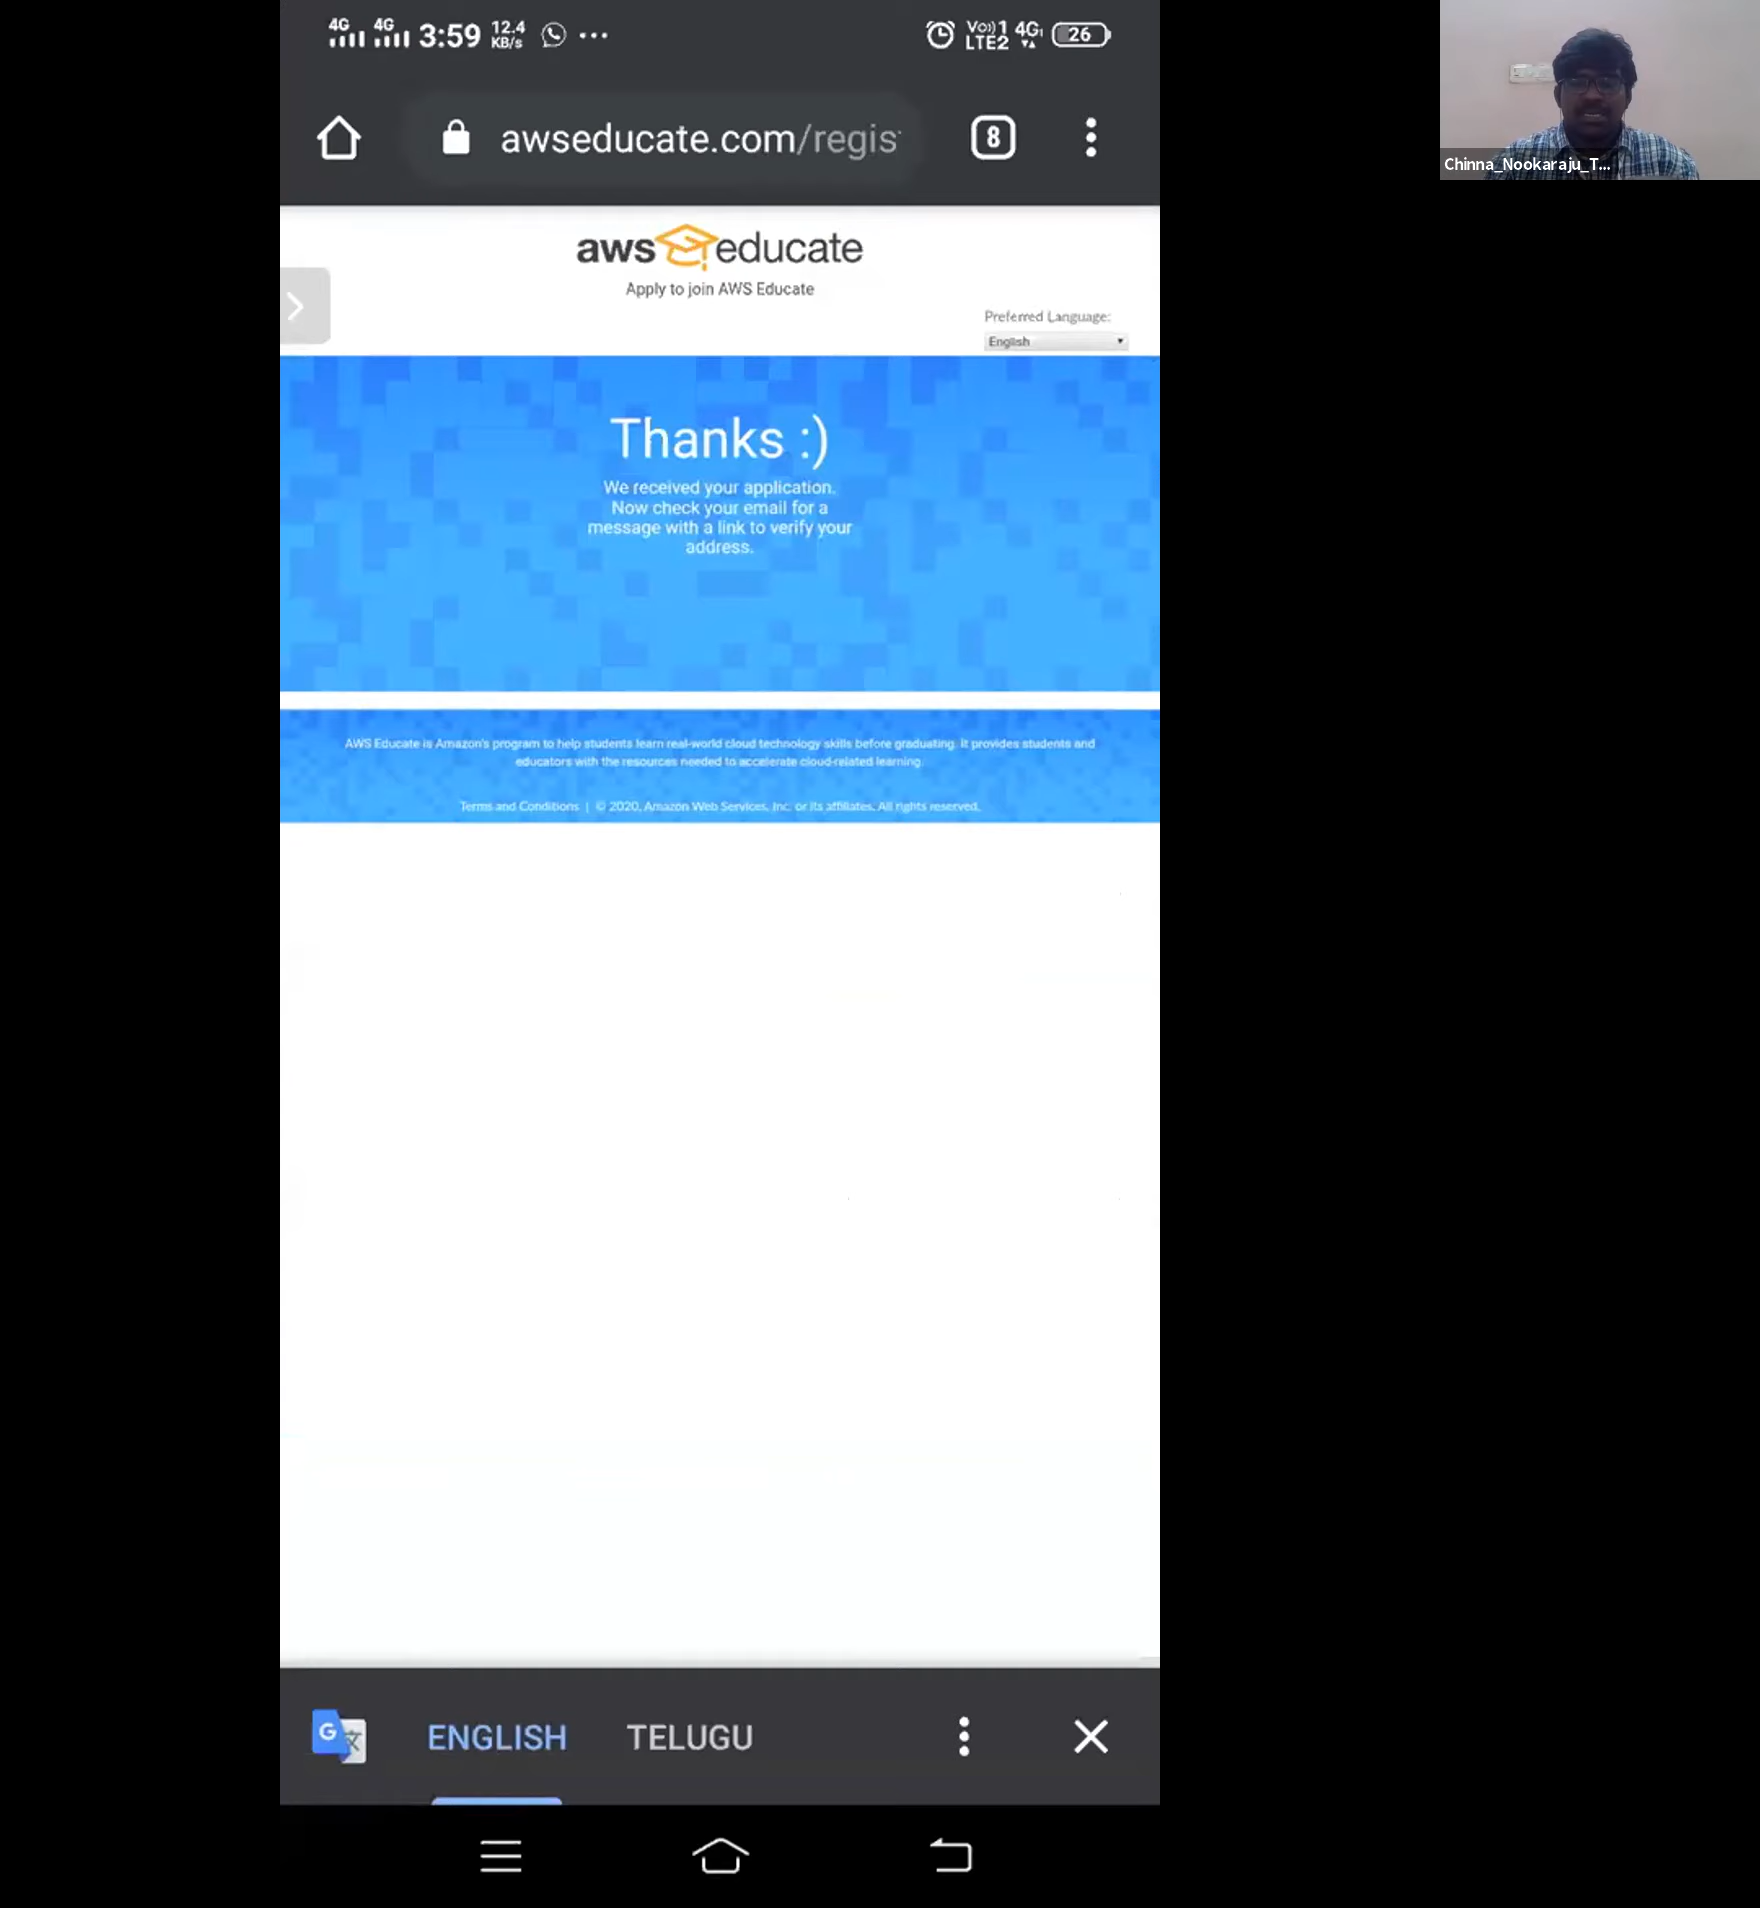 4G 4G 3:59 12.4 KB/s
Vo)) 1 LTE2 4G 26
awseducate.com/regis
8
Chinna_Nookaraju_T...
aws educate
Apply to join AWS Educate
Preferred Language:
English
Thanks :)
We received your application.
Now check your email for a
message with a link to verify your
address.
AWS Educate is Amazon's program to help students learn real-world cloud technology skills before graduating. It provides students and
educators with the resources needed to accelerate cloud-related learning.
Terms and Conditions | © 2020, Amazon Web Services, Inc. or its affiliates. All rights reserved.
G 文
ENGLISH TELUGU